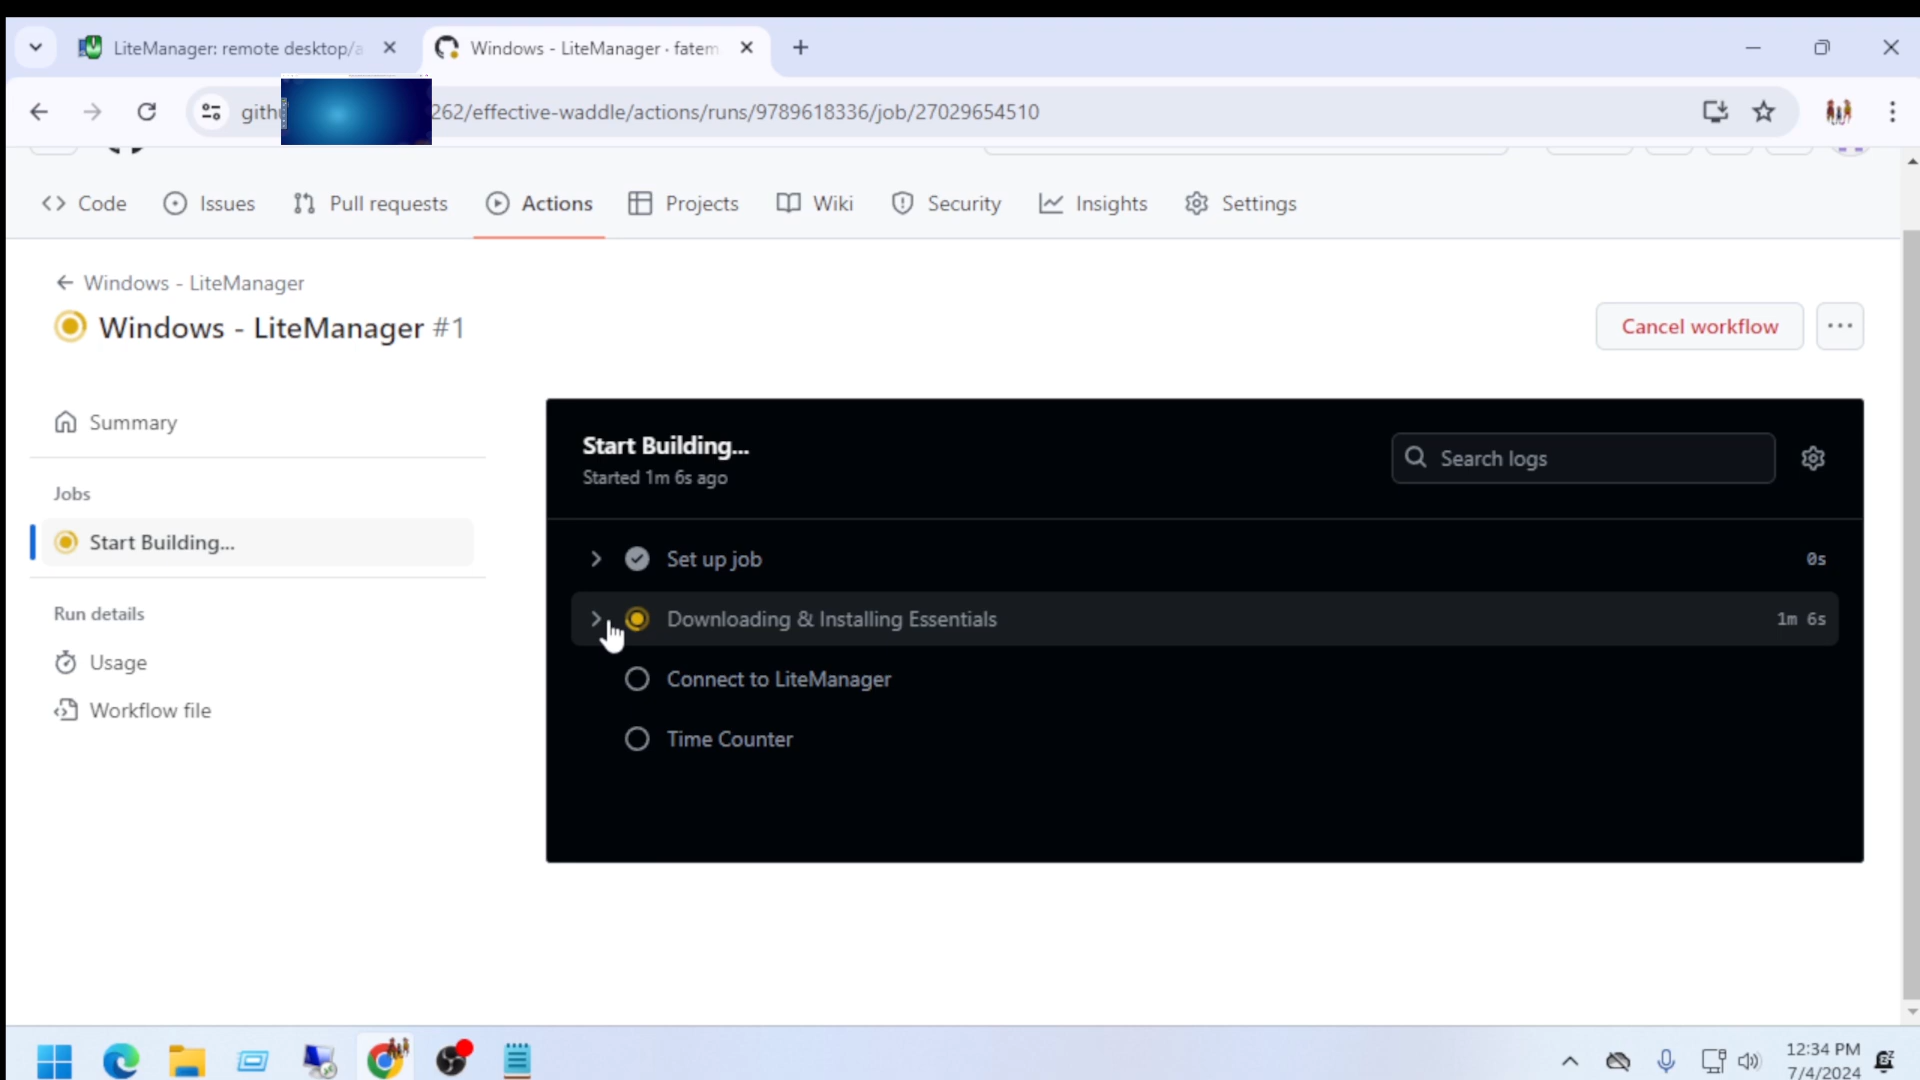 LiteManager: remote desktop/a
Windows - LiteManager · fatem
gith
262/effective-waddle/actions/runs/9789618336/job/27029654510
Code
Issues
Pull requests
Actions
Projects
Wiki
Security
Insights
Settings
Windows - LiteManager
Windows - LiteManager #1
Cancel workflow
Summary
Start Building...
Started 1m 6s ago
Search logs
Jobs
Start Building...
Set up job
0s
Run details
Downloading & Installing Essentials
1m 6s
Usage
Connect to LiteManager
Workflow file
Time Counter
12:34 PM
7/4/2024